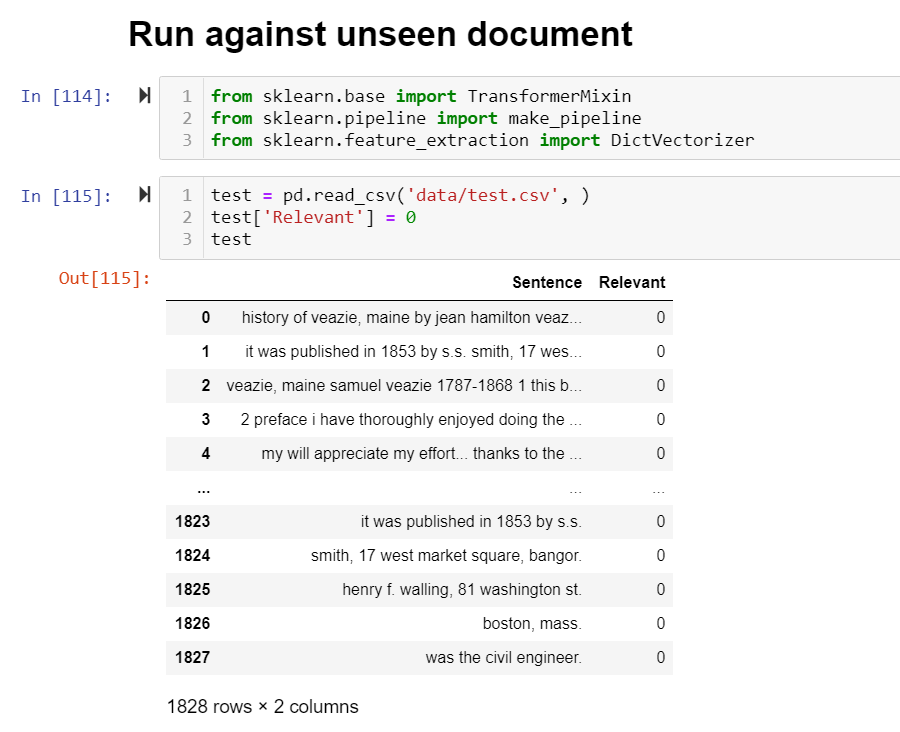 Run against unseen document
In [114]:
1 from sklearn.base import TransformerMixin
2 from sklearn.pipeline import make_pipeline
3 from sklearn.feature_extraction import DictVectorizer
In [115]:
1 test = pd.read_csv('data/test.csv', )
2 test['Relevant'] = 0
3 test
Out[115]:
Sentence Relevant
0 history of veazie, maine by jean hamilton veaz... 0
1 it was published in 1853 by s.s. smith, 17 wes... 0
2 veazie, maine samuel veazie 1787-1868 1 this b... 0
3 2 preface i have thoroughly enjoyed doing the ... 0
4 my will appreciate my effort... thanks to the ... 0
... ... ...
1823 it was published in 1853 by s.s. 0
1824 smith, 17 west market square, bangor. 0
1825 henry f. walling, 81 washington st. 0
1826 boston, mass. 0
1827 was the civil engineer. 0
1828 rows × 2 columns